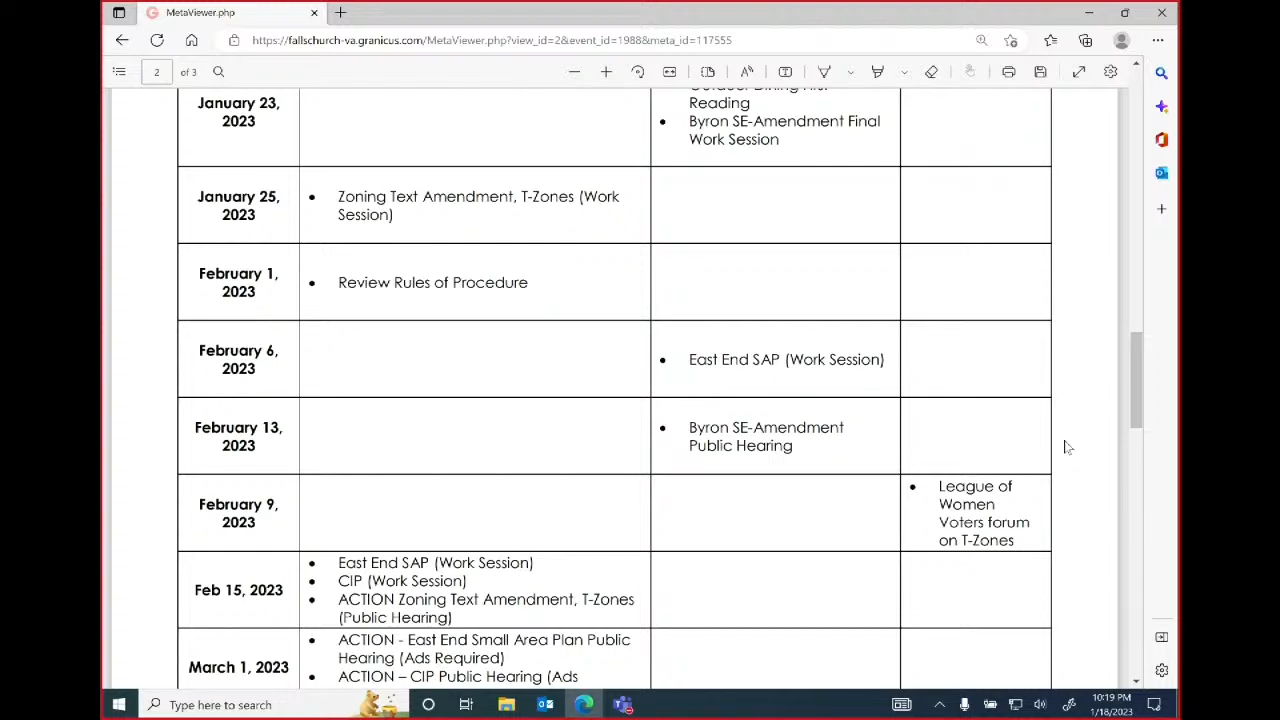 MetaViewer.php
https://fallschurch-va.granicus.com/MetaViewer.php?view_id=2&event_id=1988&meta_id=117555
2 of 3
January 23,
2023
Outdoor Dining First
Reading
• Byron SE-Amendment Final
Work Session
January 25,
2023
• Zoning Text Amendment, T-Zones (Work
Session)
February 1,
2023
• Review Rules of Procedure
February 6,
2023
• East End SAP (Work Session)
February 13,
2023
• Byron SE-Amendment
Public Hearing
February 9,
2023
• League of
Women
Voters forum
on T-Zones
Feb 15, 2023
• East End SAP (Work Session)
• CIP (Work Session)
• ACTION Zoning Text Amendment, T-Zones
(Public Hearing)
March 1, 2023
• ACTION - East End Small Area Plan Public
Hearing (Ads Required)
• ACTION – CIP Public Hearing (Ads
Type here to search
10:19 PM
1/18/2023